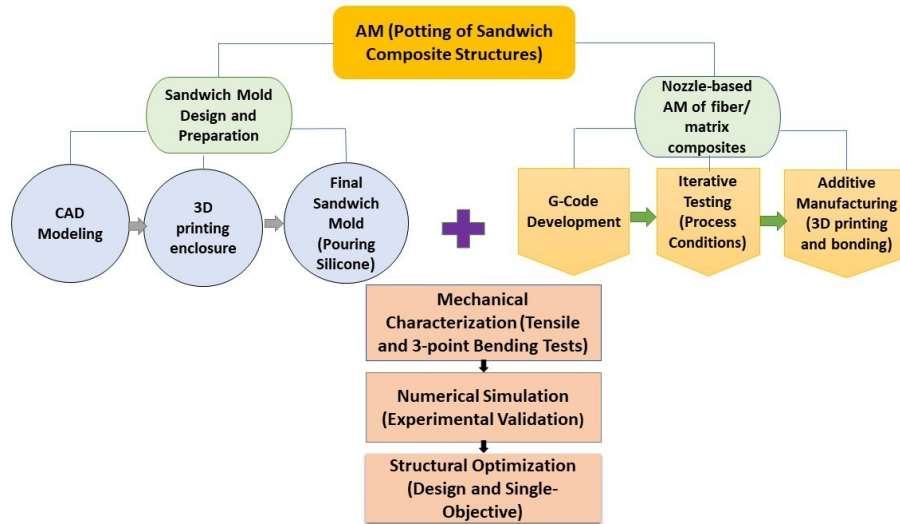 AM (Potting of Sandwich
Composite Structures)
Sandwich Mold
Design and
Preparation
Nozzle-based
AM of fiber/
matrix
composites
CAD
Modeling
3D
printing
enclosure
Final
Sandwich
Mold
(Pouring
Silicone)
G-Code
Development
Iterative
Testing
(Process
Conditions)
Additive
Manufacturing
(3D printing
and bonding)
Mechanical
Characterization (Tensile
and 3-point Bending Tests)
Numerical Simulation
(Experimental Validation)
Structural Optimization
(Design and Single-
Objective)